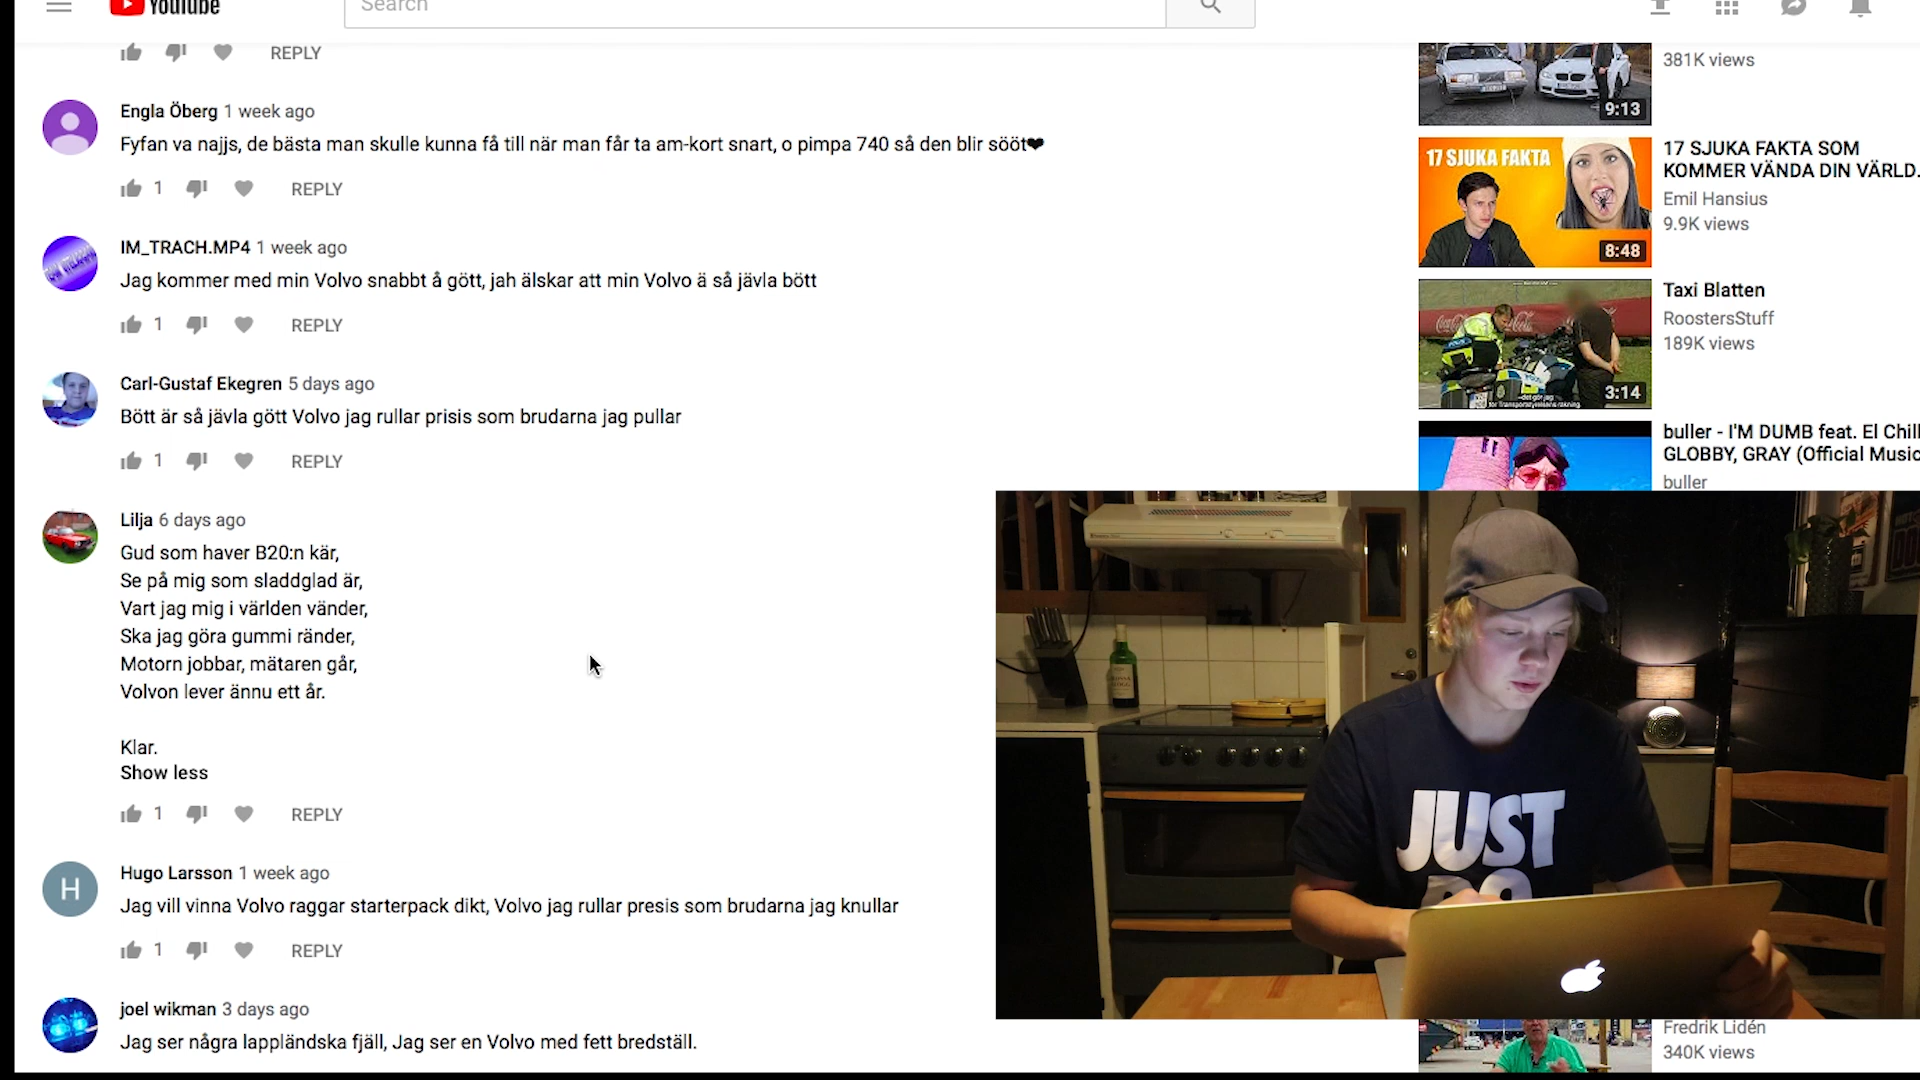 YouTube
Search
REPLY
Engla Öberg 1 week ago
Fyfan va najjs, de bästa man skulle kunna få till när man får ta am-kort snart, o pimpa 740 så den blir sööt❤
1 REPLY
IM_TRACH.MP4 1 week ago
Jag kommer med min Volvo snabbt å gött, jah älskar att min Volvo ä så jävla bött
1 REPLY
Carl-Gustaf Ekegren 5 days ago
Bött är så jävla gött Volvo jag rullar prisis som brudarna jag pullar
1 REPLY
Lilja 6 days ago
Gud som haver B20:n kär,
Se på mig som sladdglad är,
Vart jag mig i världen vänder,
Ska jag göra gummi ränder,
Motorn jobbar, mätaren går,
Volvon lever ännu ett år.
Klar.
Show less
1 REPLY
Hugo Larsson 1 week ago
Jag vill vinna Volvo raggar starterpack dikt, Volvo jag rullar presis som brudarna jag knullar
1 REPLY
joel wikman 3 days ago
Jag ser några lappländska fjäll, Jag ser en Volvo med fett bredställ.
381K views
9:13
17 SJUKA FAKTA
8:48
17 SJUKA FAKTA SOM
KOMMER VÄNDA DIN VÄRLD.
Emil Hansius
9.9K views
Coca-Cola
3:14
Taxi Blatten
RoostersStuff
189K views
buller - I'M DUMB feat. El Chill
GLOBBY, GRAY (Official Music
buller
JUST
DO
Fredrik Lidén
340K views